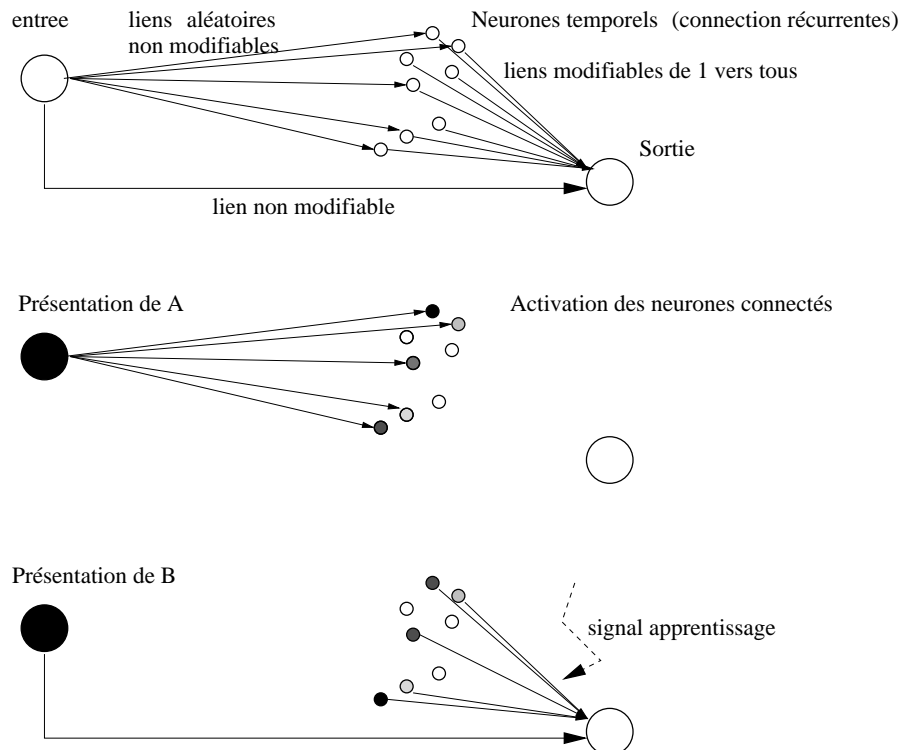 entree
liens aléatoires
non modifiables
Neurones temporels (connection récurrentes)
liens modifiables de 1 vers tous
Sortie
lien non modifiable
Présentation de A
Activation des neurones connectés
Présentation de B
signal apprentissage